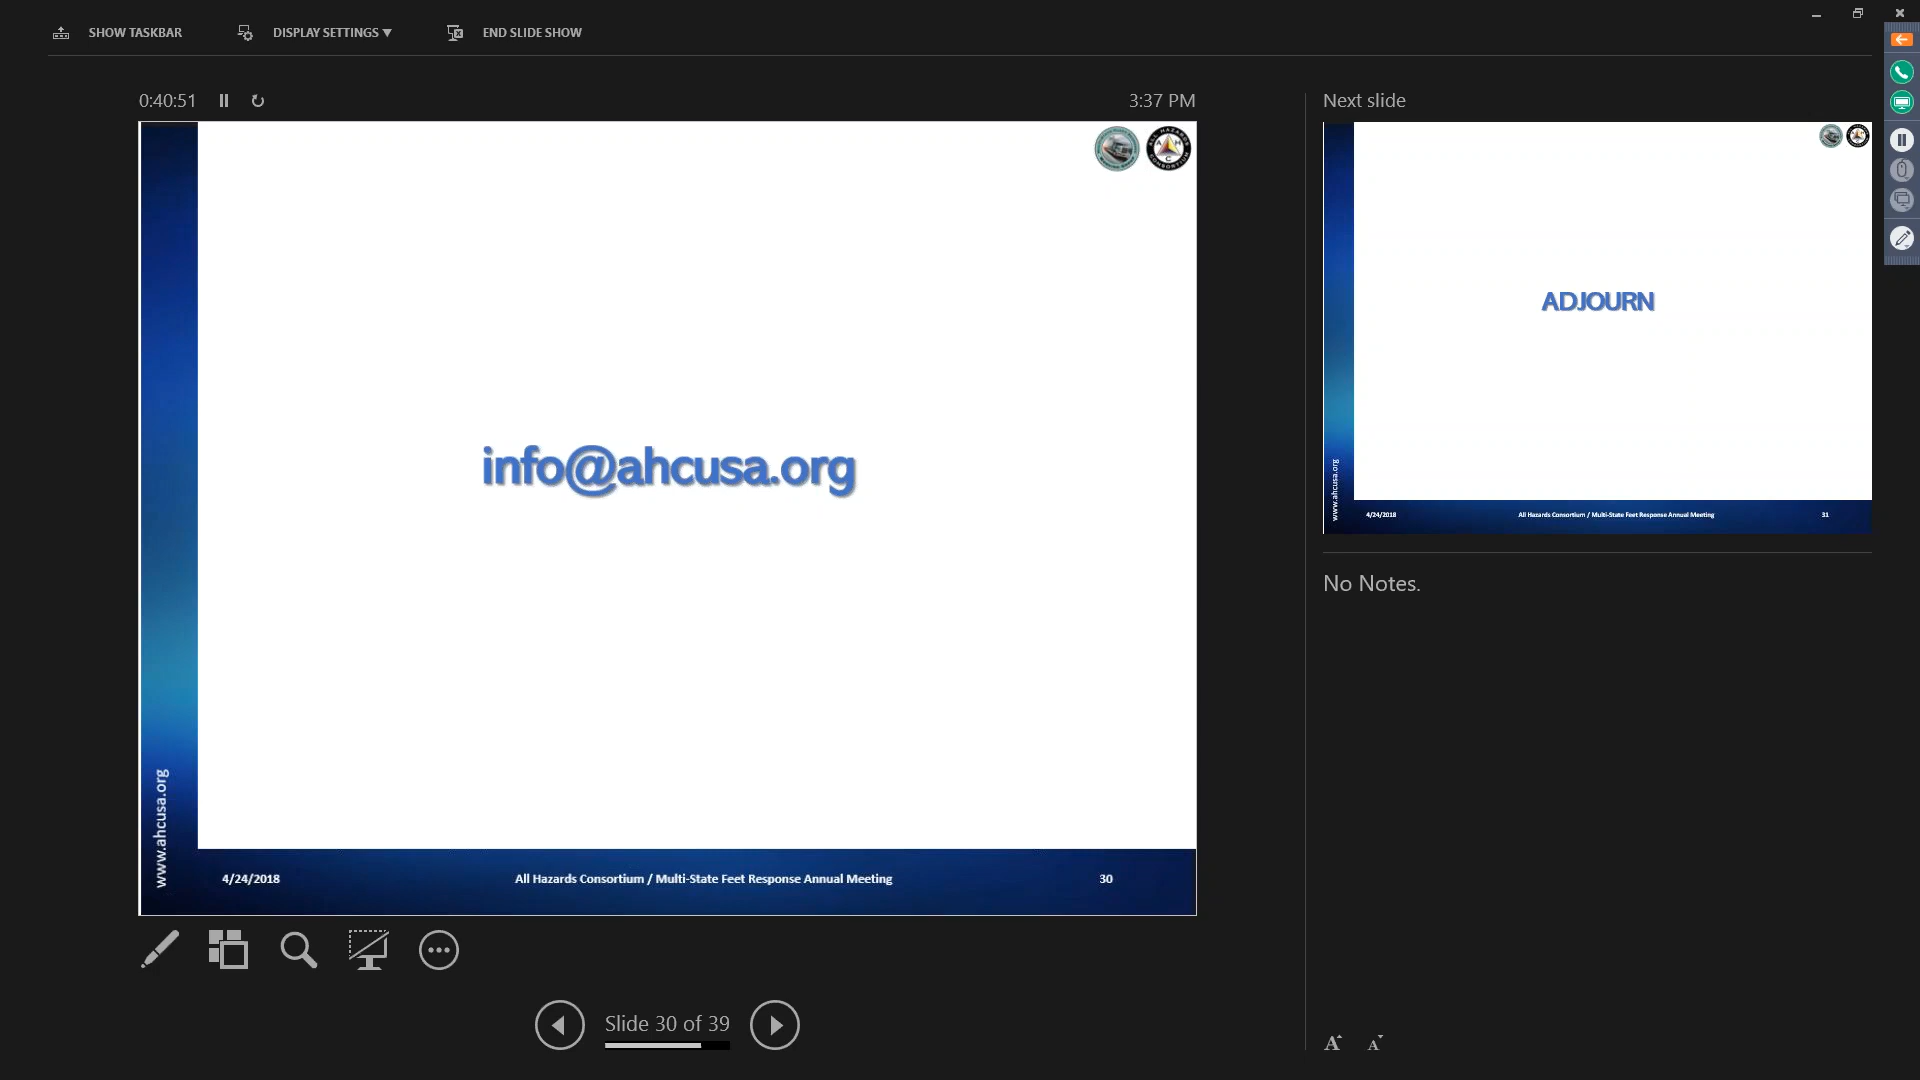 SHOW TASKBAR
DISPLAY SETTINGS ▼
END SLIDE SHOW
0:40:51
3:37 PM
info@ahcusa.org
www.ahcusa.org
4/24/2018
All Hazards Consortium / Multi-State Feet Response Annual Meeting
30
Slide 30 of 39
Next slide
ADJOURN
www.ahcusa.org
4/24/2018
All Hazards Consortium / Multi-State Feet Response Annual Meeting
31
No Notes.
A A